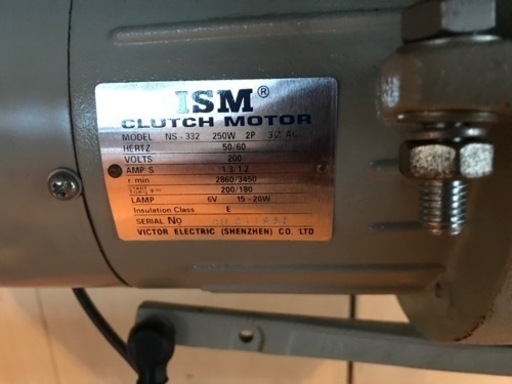 ISM®
CLUTCH MOTOR
MODEL NS-332 250W 2P 3Ø AC
HERTZ 50/60
VOLTS 200
AMP'S 1.3/1.2
r.min 2860/3450
200/180
LAMP 6V 15-20W
Insulation Class E
SERIAL No
VICTOR ELECTRIC (SHENZHEN) CO. LTD